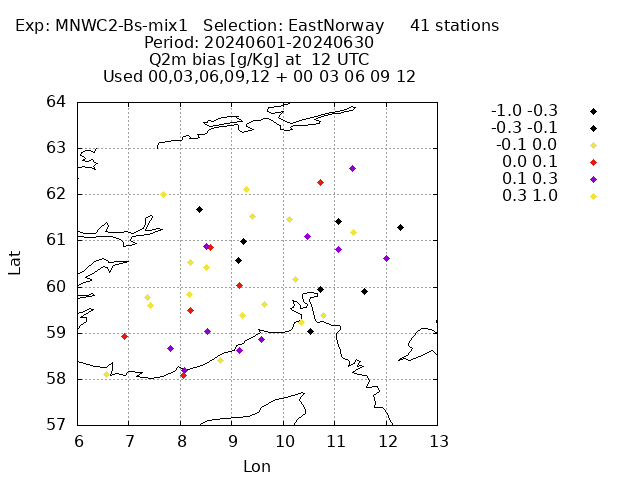 Exp: MNWC2-Bs-mix1 Selection: EastNorway 41 stations
Period: 20240601-20240630
Q2m bias [g/Kg] at 12 UTC
Used 00,03,06,09,12 + 00 03 06 09 12
64
63
62
61
60
59
58
57
Lat
6 7 8 9 10 11 12 13
Lon
-1.0 -0.3
-0.3 -0.1
-0.1 0.0
0.0 0.1
0.1 0.3
0.3 1.0